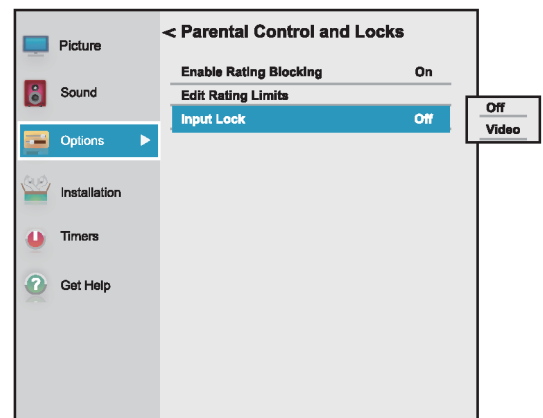 Picture
Sound
Options
Installation
Timers
Get Help
< Parental Control and Locks
Enable Rating Blocking On
Edit Rating Limits
Input Lock Off
Off
Video